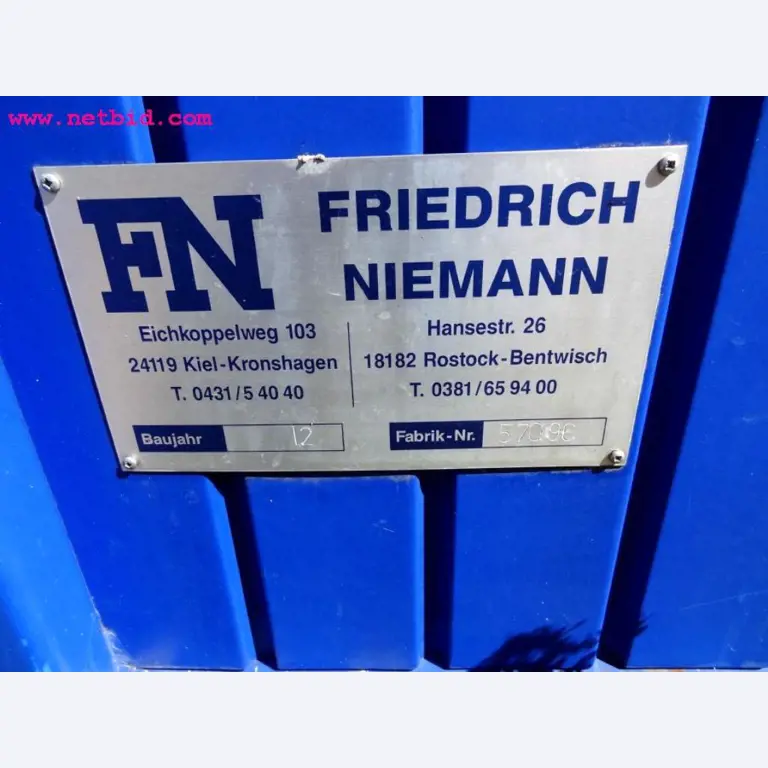 www.netbid.com
FN
FRIEDRICH
NIEMANN
Eichkoppelweg 103
24119 Kiel-Kronshagen
T. 0431/5 40 40
Hansestr. 26
18182 Rostock-Bentwisch
T. 0381/65 94 00
Baujahr 12
Fabrik-Nr.